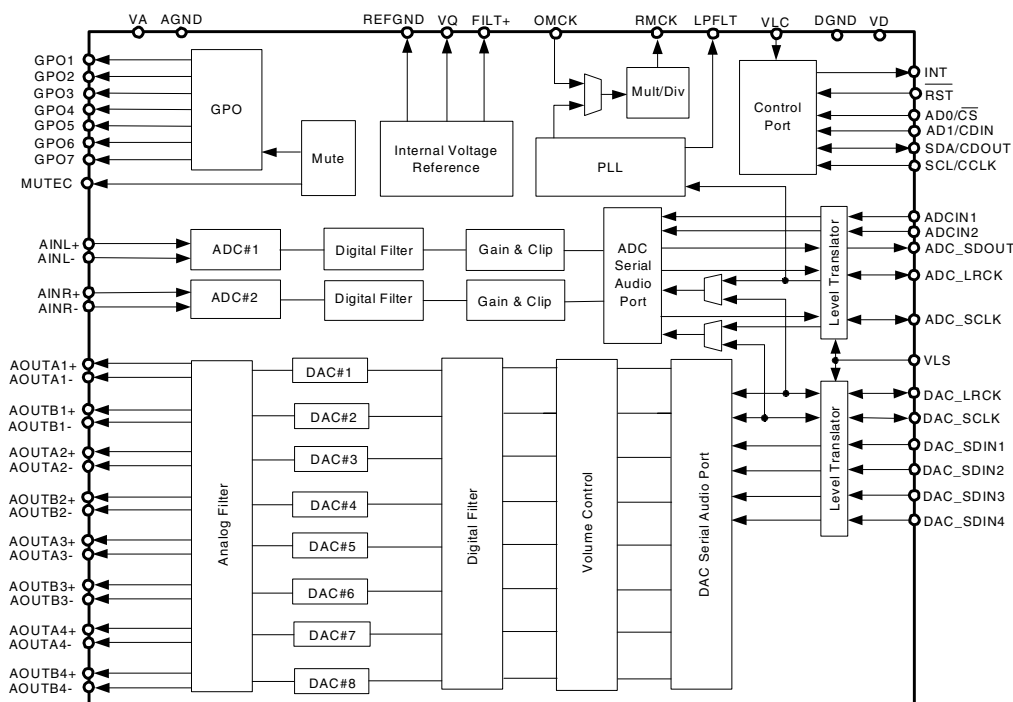 VA
AGND
REFGND
VQ
FILT+
OMCK
RMCK
LPFLT
VLC
DGND
VD
GPO1
GPO2
GPO3
GPO4
GPO5
GPO6
GPO7
MUTEC
GPO
Mute
Internal Voltage
Reference
Mult/Div
PLL
Control
Port
INT
RST
AD0/CS
AD1/CDIN
SDA/CDOUT
SCL/CCLK
AINL+
AINL-
AINR+
AINR-
ADC#1
ADC#2
Digital Filter
Digital Filter
Gain & Clip
Gain & Clip
ADC
Serial
Audio
Port
Level Translator
ADCIN1
ADCIN2
ADC_SDOUT
ADC_LRCK
ADC_SCLK
VLS
AOUTA1+
AOUTA1-
AOUTB1+
AOUTB1-
AOUTA2+
AOUTA2-
AOUTB2+
AOUTB2-
AOUTA3+
AOUTA3-
AOUTB3+
AOUTB3-
AOUTA4+
AOUTA4-
AOUTB4+
AOUTB4-
Analog Filter
DAC#1
DAC#2
DAC#3
DAC#4
DAC#5
DAC#6
DAC#7
DAC#8
Digital Filter
Volume Control
DAC Serial Audio Port
Level Translator
DAC_LRCK
DAC_SCLK
DAC_SDIN1
DAC_SDIN2
DAC_SDIN3
DAC_SDIN4